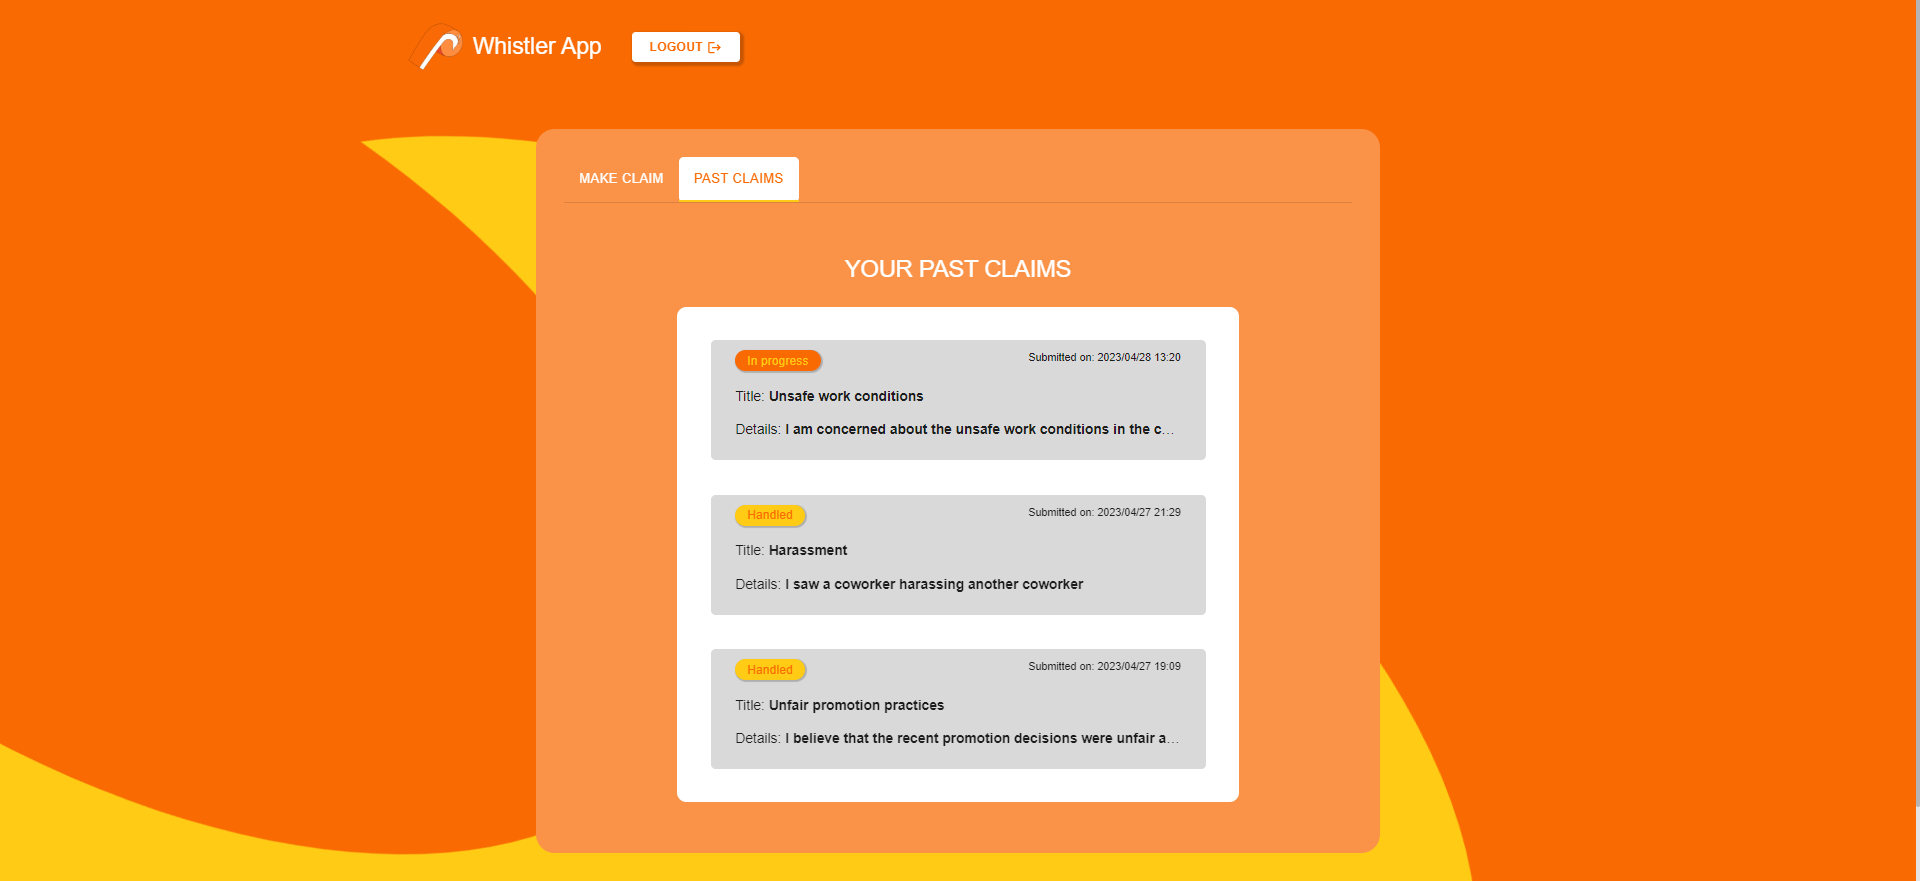 Whistler App
LOGOUT
MAKE CLAIM
PAST CLAIMS
YOUR PAST CLAIMS
In progress
Submitted on: 2023/04/28 13:20
Title: Unsafe work conditions
Details: I am concerned about the unsafe work conditions in the c...
Handled
Submitted on: 2023/04/27 21:29
Title: Harassment
Details: I saw a coworker harassing another coworker
Handled
Submitted on: 2023/04/27 19:09
Title: Unfair promotion practices
Details: I believe that the recent promotion decisions were unfair a...